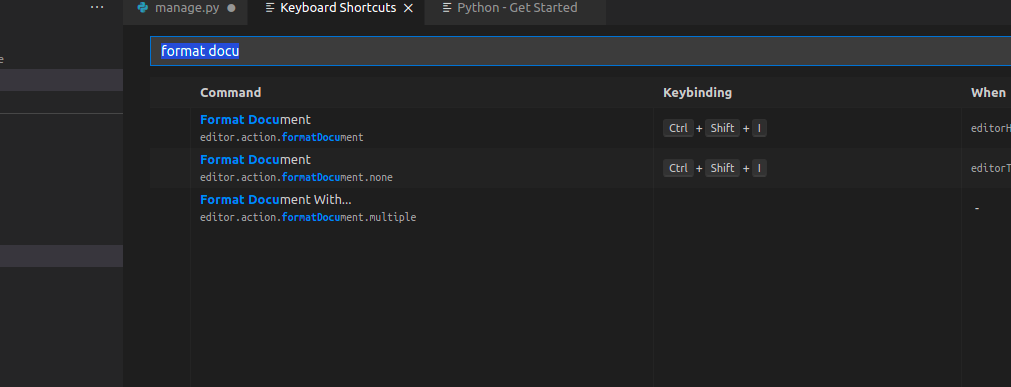 ... manage.py Keyboard Shortcuts Python - Get Started
e
format docu
Command Keybinding When
Format Document
editor.action.formatDocument Ctrl + Shift + I editorH
Format Document
editor.action.formatDocument.none Ctrl + Shift + I editorT
Format Document With...
editor.action.formatDocument.multiple -